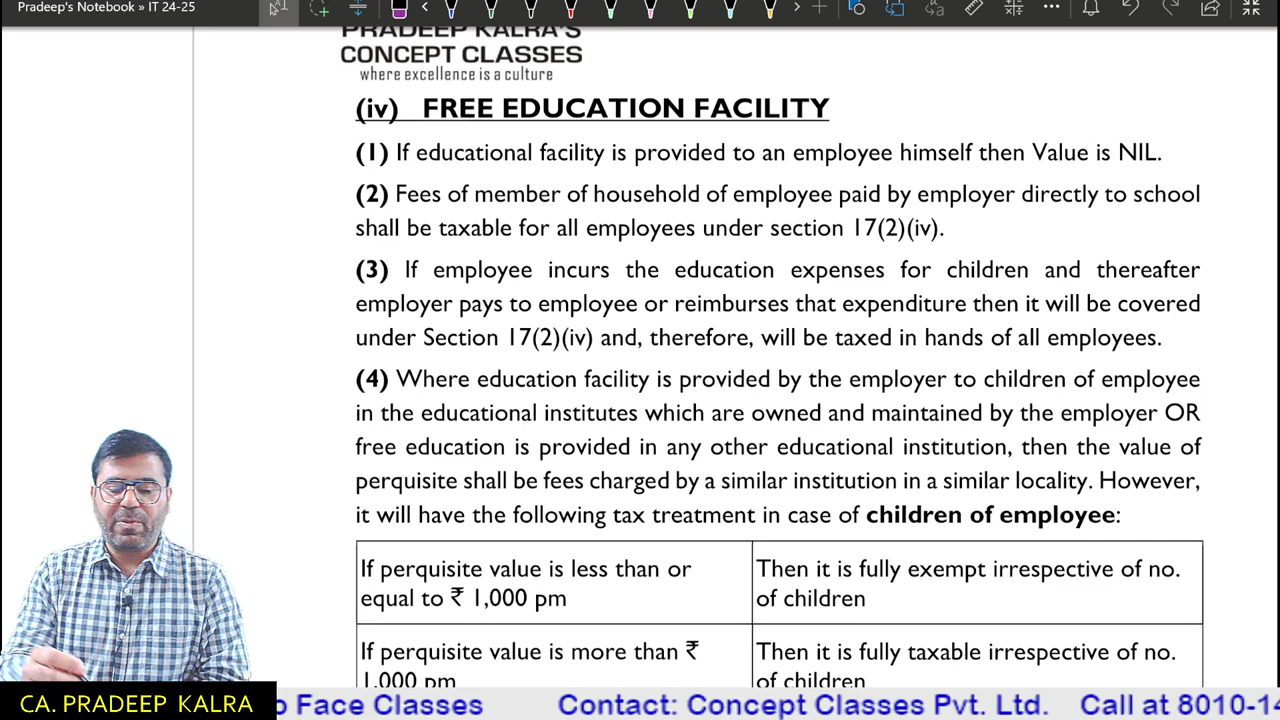 Pradeep's Notebook » IT 24-25
PRADEEP KALRA'S
CONCEPT CLASSES
where excellence is a culture
(iv) FREE EDUCATION FACILITY
(1) If educational facility is provided to an employee himself then Value is NIL.
(2) Fees of member of household of employee paid by employer directly to school
shall be taxable for all employees under section 17(2)(iv).
(3) If employee incurs the education expenses for children and thereafter
employer pays to employee or reimburses that expenditure then it will be covered
under Section 17(2)(iv) and, therefore, will be taxed in hands of all employees.
(4) Where education facility is provided by the employer to children of employee
in the educational institutes which are owned and maintained by the employer OR
free education is provided in any other educational institution, then the value of
perquisite shall be fees charged by a similar institution in a similar locality. However,
it will have the following tax treatment in case of children of employee:
If perquisite value is less than or
equal to ₹ 1,000 pm
Then it is fully exempt irrespective of no.
of children
If perquisite value is more than ₹
1,000 pm
Then it is fully taxable irrespective of no.
of children
CA. PRADEEP KALRA
o Face Classes Contact: Concept Classes Pvt. Ltd. Call at 8010-14